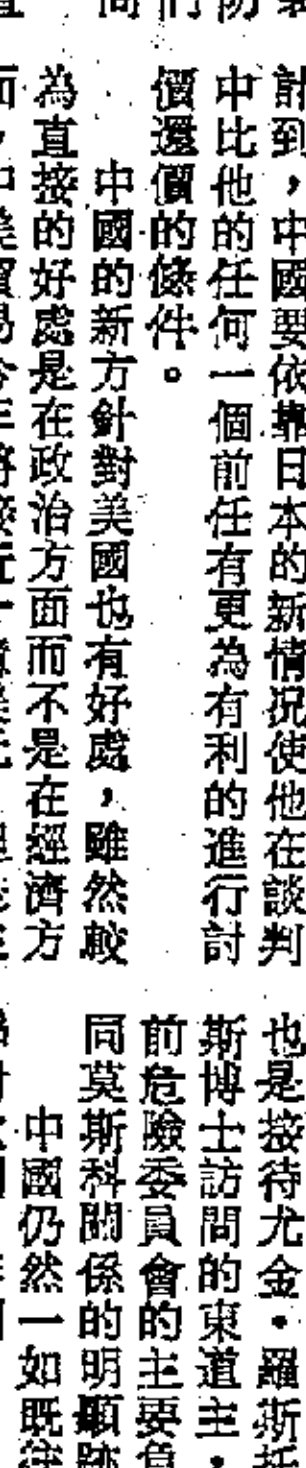 計到，中國要依靠日本的新情況使他在談判
中比他的任何一個前任有更為有利的進行討
價還價的條件。
中國的新方針對美國也有好處，雖然較
為直接的好處是在政治方面而不是在經濟方
也是接待尤金·羅斯
斯博士訪問的東道主，
前危險委員會的主要負
同莫斯科關係的明顯跡
中國仍然一如既往